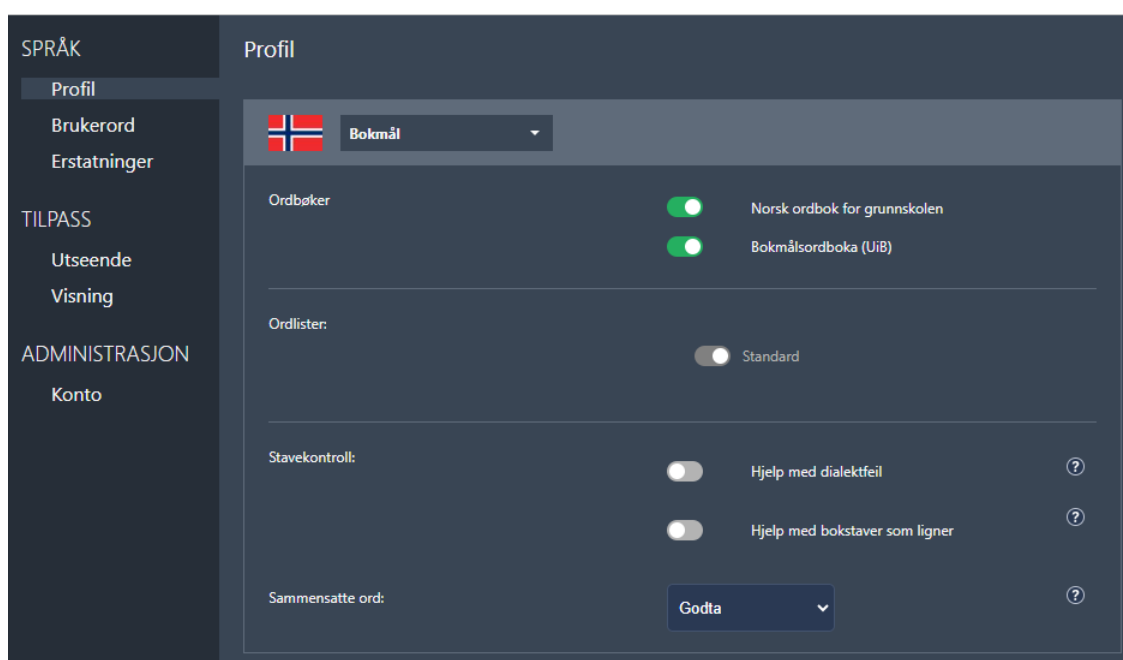 SPRÅK
Profil
Brukerord
Erstatninger
TILPASS
Utseende
Visning
ADMINISTRASJON
Konto
Profil
Bokmål
Ordbøker
Norsk ordbok for grunnskolen
Bokmålsordboka (UiB)
Ordlister:
Standard
Stavekontroll:
Hjelp med dialektfeil ?
Hjelp med bokstaver som ligner ?
Sammensatte ord: Godta ?